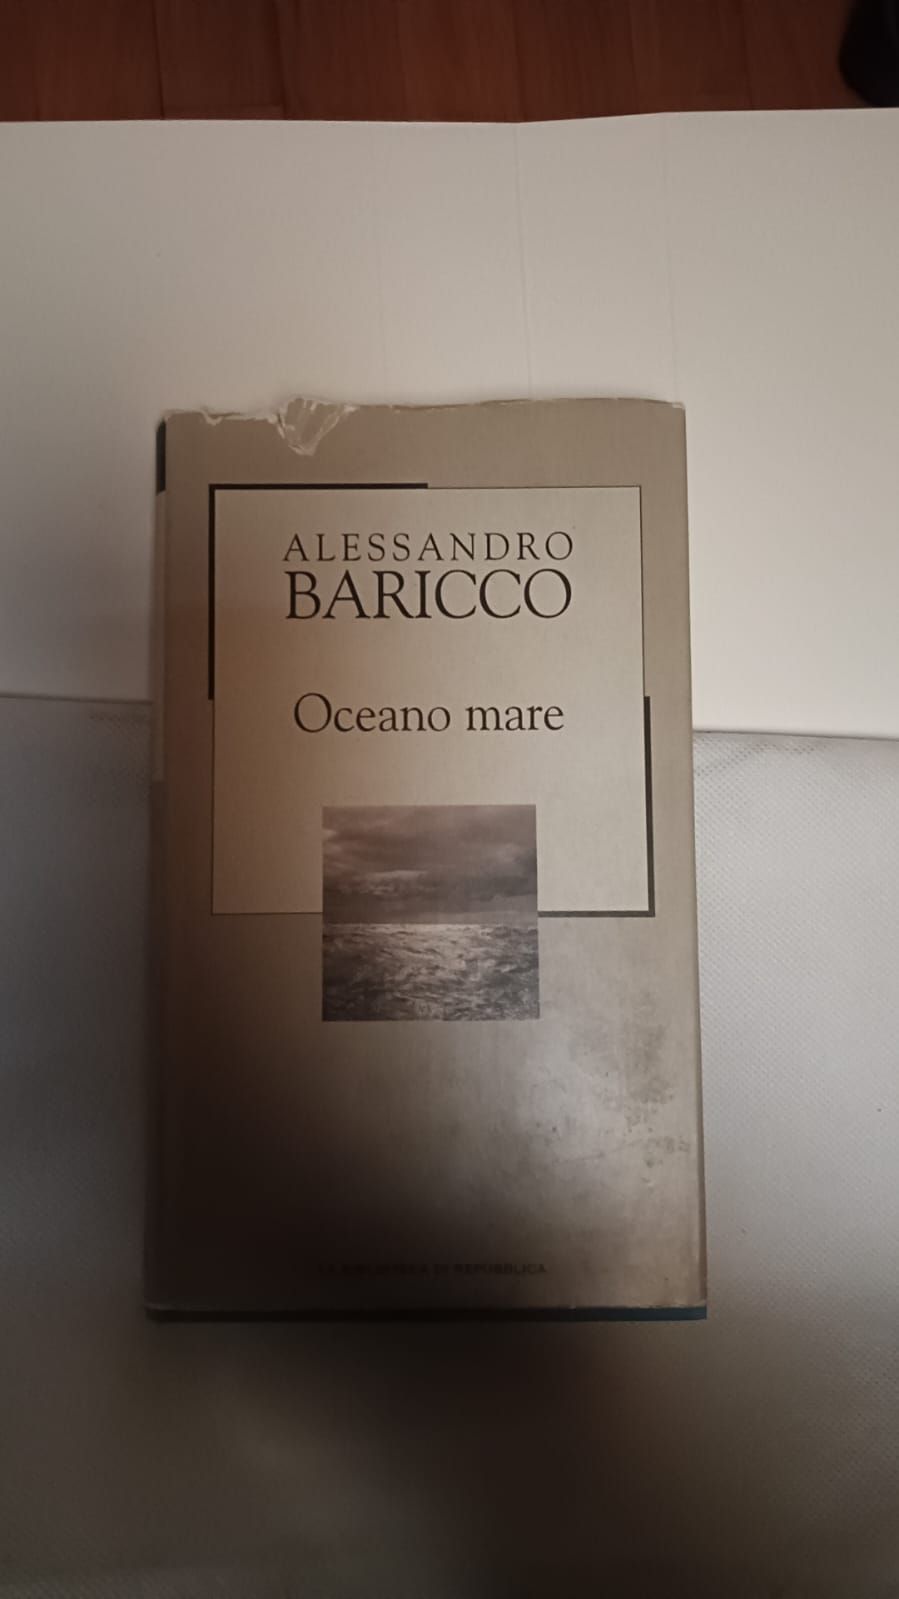 ALESSANDRO
BARICCO
Oceano mare
LA BIBLIOTECA DI REPUBBLICA